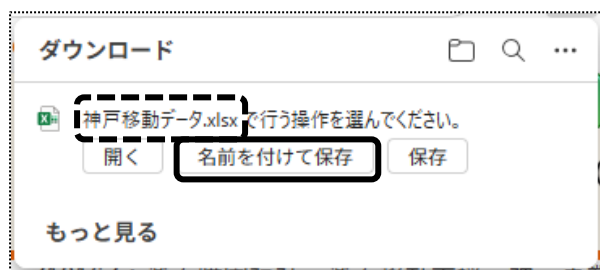 ダウンロード
神戸移動データ.xlsx で行う操作を選んでください。
開く 名前を付けて保存 保存
もっと見る